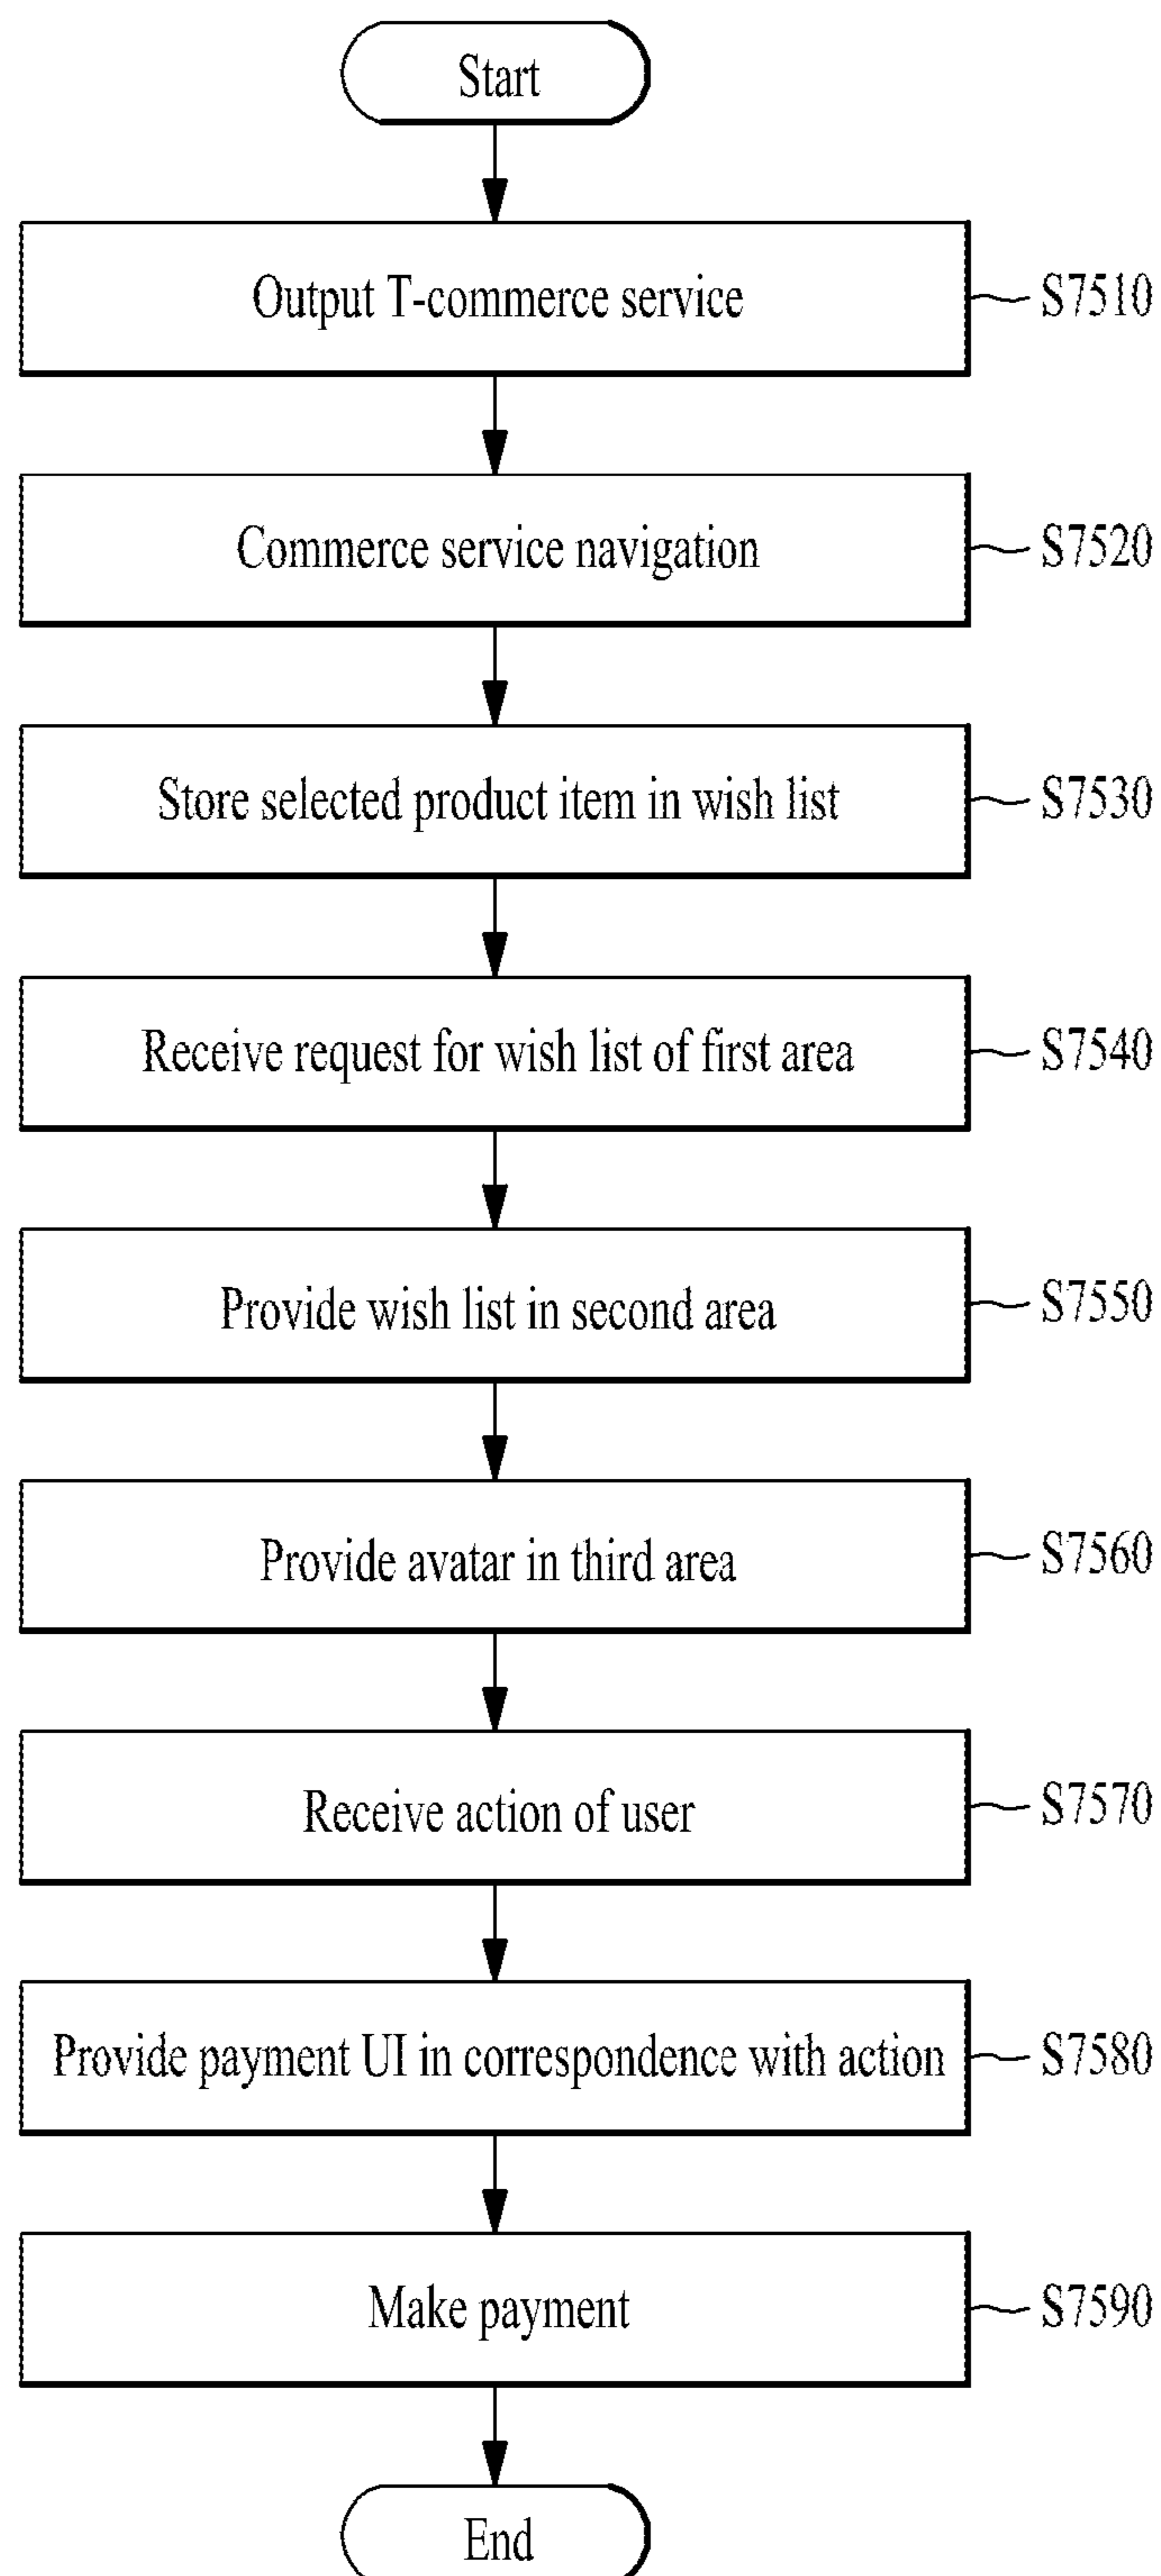 Start
Output T-commerce service
S7510
Commerce service navigation
S7520
Store selected product item in wish list
S7530
Receive request for wish list of first area
S7540
Provide wish list in second area
S7550
Provide avatar in third area
S7560
Receive action of user
S7570
Provide payment UI in correspondence with action
S7580
Make payment
S7590
End